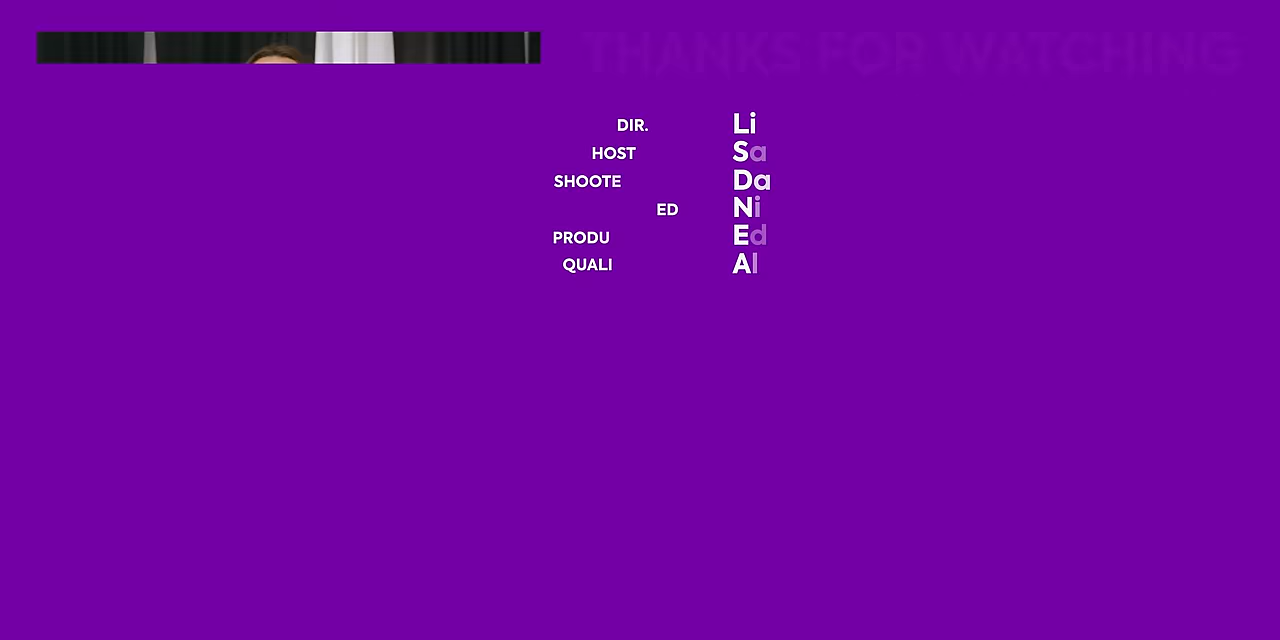 THANKS FOR WATCHING
DIR. Li
HOST Sa
SHOOTE Da
ED Ni
PRODU Ed
QUALI Al